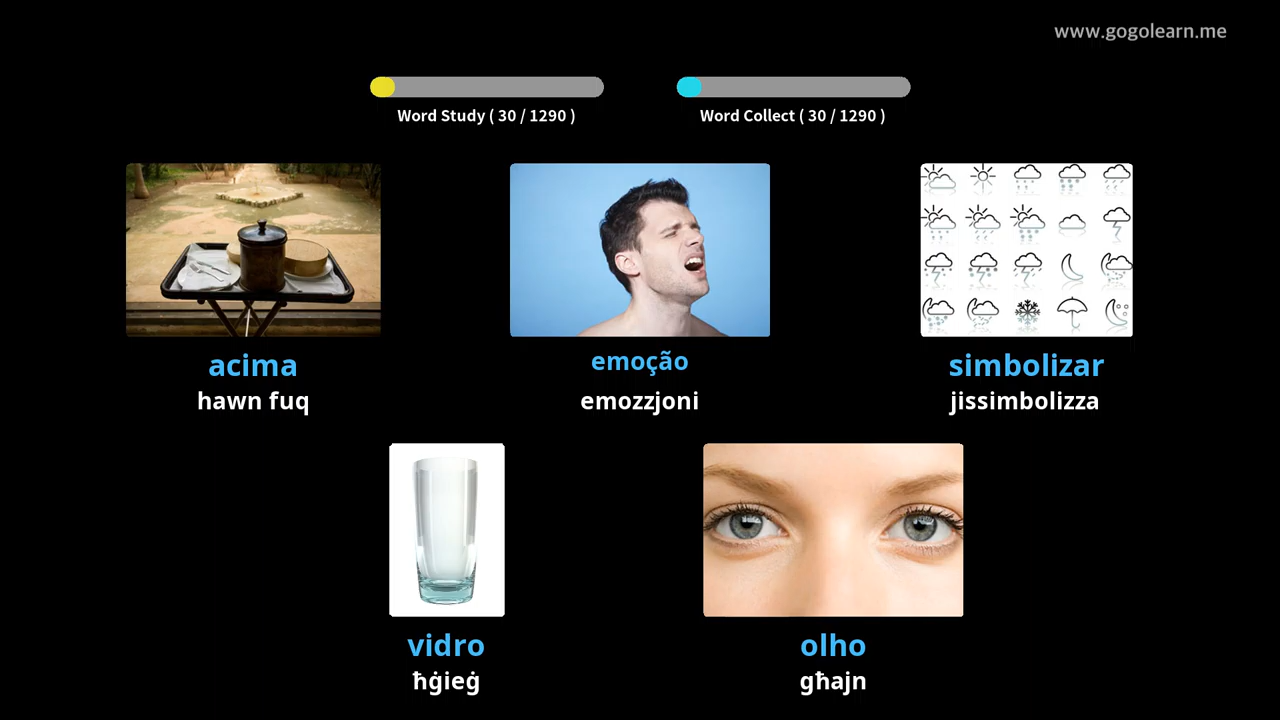 www.gogolearn.me
Word Study ( 30 / 1290 )
Word Collect ( 30 / 1290 )
acima
hawn fuq
emoção
emozzjoni
simbolizar
jissimbolizza
vidro
ħġieġ
olho
għajn